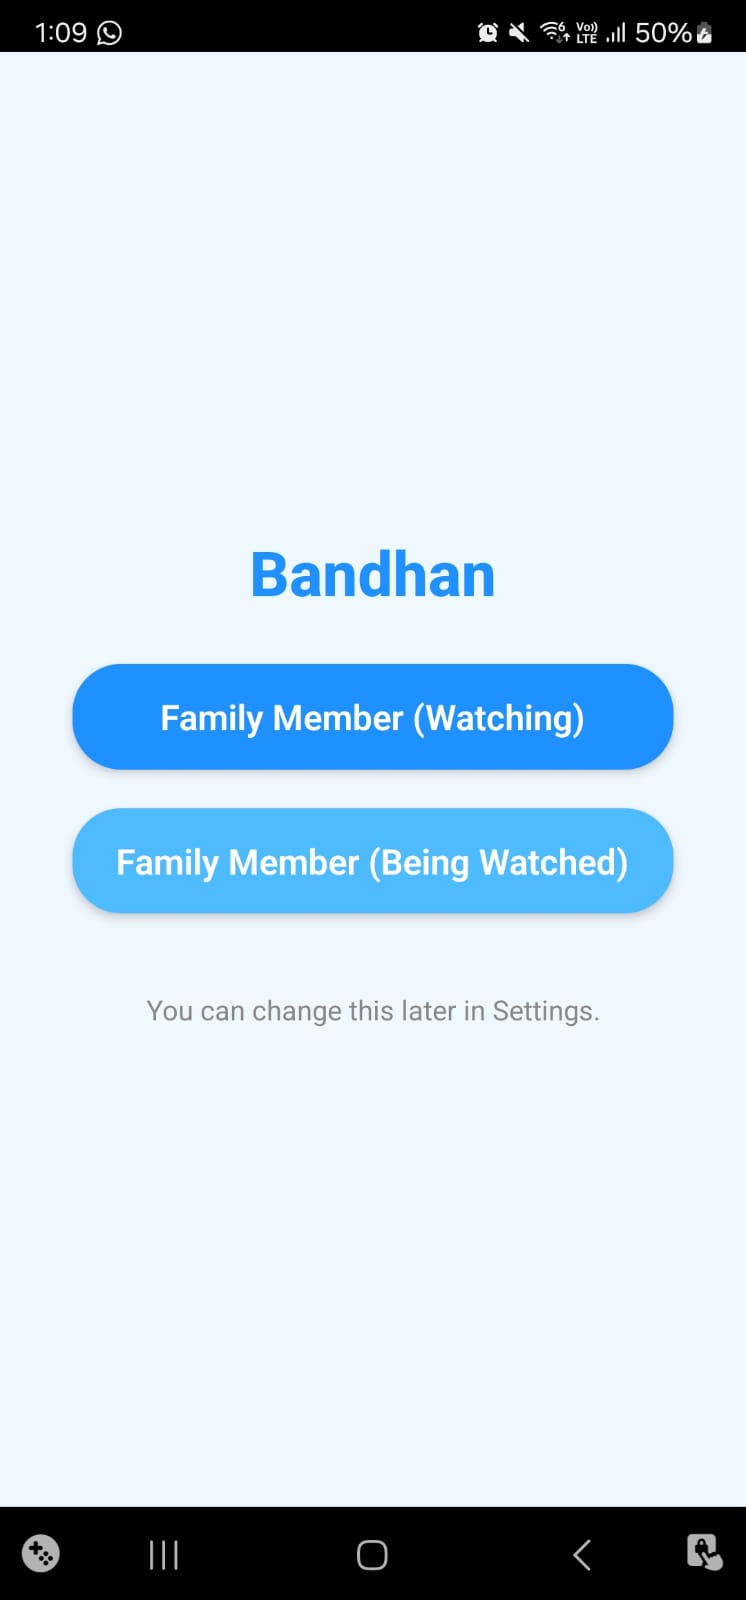 1:09
Vo)) LTE 50%
Bandhan
Family Member (Watching)
Family Member (Being Watched)
You can change this later in Settings.